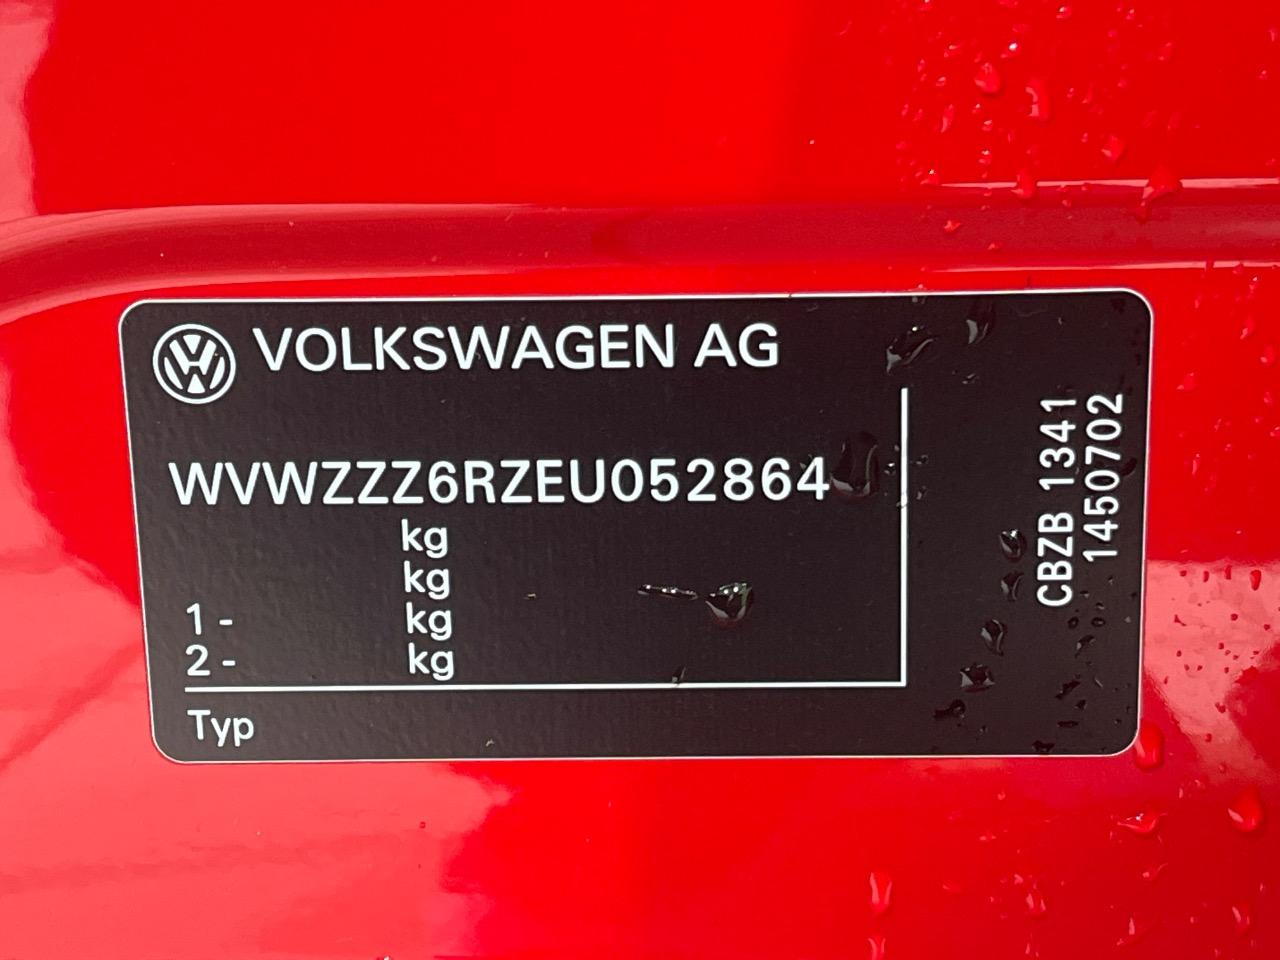 VOLKSWAGEN AG
WVWZZZ6RZEU052864
kg
kg
1 - kg
2 - kg
Typ
CBZB 1341
1450702